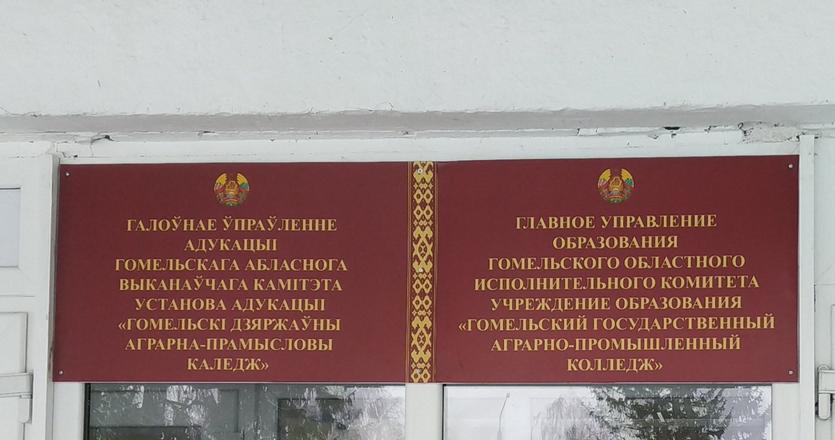 ГАЛОЎНАЕ ЎПРАЎЛЕННЕ
АДУКАЦЫІ
ГОМЕЛЬСКАГА АБЛАСНОГА
ВЫКАНАЎЧАГА КАМІТЭТА
УСТАНОВА АДУКАЦЫІ
«ГОМЕЛЬСКІ ДЗЯРЖАЎНЫ
АГРАРНА-ПРАМЫСЛОВЫ
КАЛЕДЖ»
ГЛАВНОЕ УПРАВЛЕНИЕ
ОБРАЗОВАНИЯ
ГОМЕЛЬСКОГО ОБЛАСТНОГО
ИСПОЛНИТЕЛЬНОГО КОМИТЕТА
УЧРЕЖДЕНИЕ ОБРАЗОВАНИЯ
«ГОМЕЛЬСКИЙ ГОСУДАРСТВЕННЫЙ
АГРАРНО-ПРОМЫШЛЕННЫЙ
КОЛЛЕДЖ»